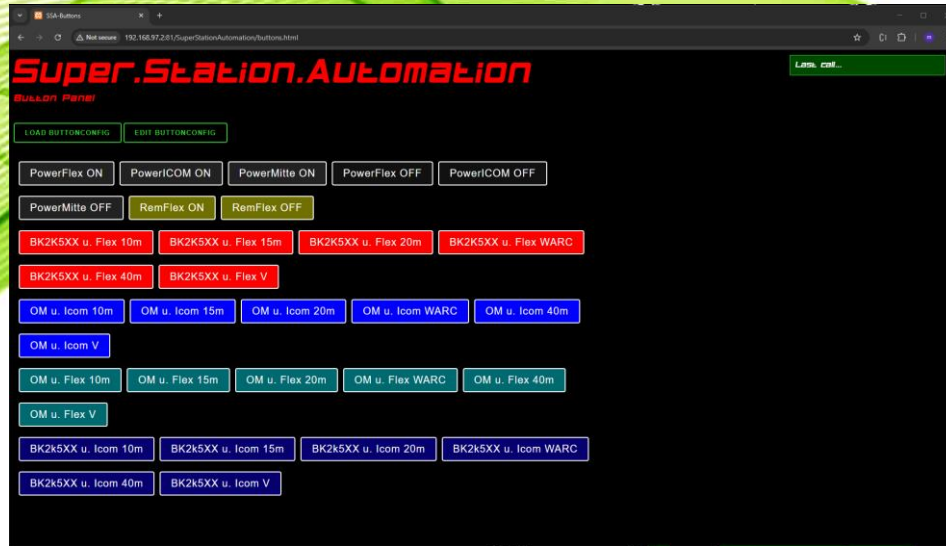 SSA-Buttons
Not secure 192.168.97.2:81/SuperStationAutomation/buttons.html
Super.Station.Automation
Last call...
Button Panel
LOAD BUTTONCONFIG EDIT BUTTONCONFIG
PowerFlex ON PowerICOM ON PowerMitte ON PowerFlex OFF PowerICOM OFF
PowerMitte OFF RemFlex ON RemFlex OFF
BK2K5XX u. Flex 10m BK2K5XX u. Flex 15m BK2K5XX u. Flex 20m BK2K5XX u. Flex WARC
BK2K5XX u. Flex 40m BK2K5XX u. Flex V
OM u. Icom 10m OM u. Icom 15m OM u. Icom 20m OM u. Icom WARC OM u. Icom 40m
OM u. Icom V
OM u. Flex 10m OM u. Flex 15m OM u. Flex 20m OM u. Flex WARC OM u. Flex 40m
OM u. Flex V
BK2k5XX u. Icom 10m BK2k5XX u. Icom 15m BK2k5XX u. Icom 20m BK2k5XX u. Icom WARC
BK2k5XX u. Icom 40m BK2k5XX u. Icom V